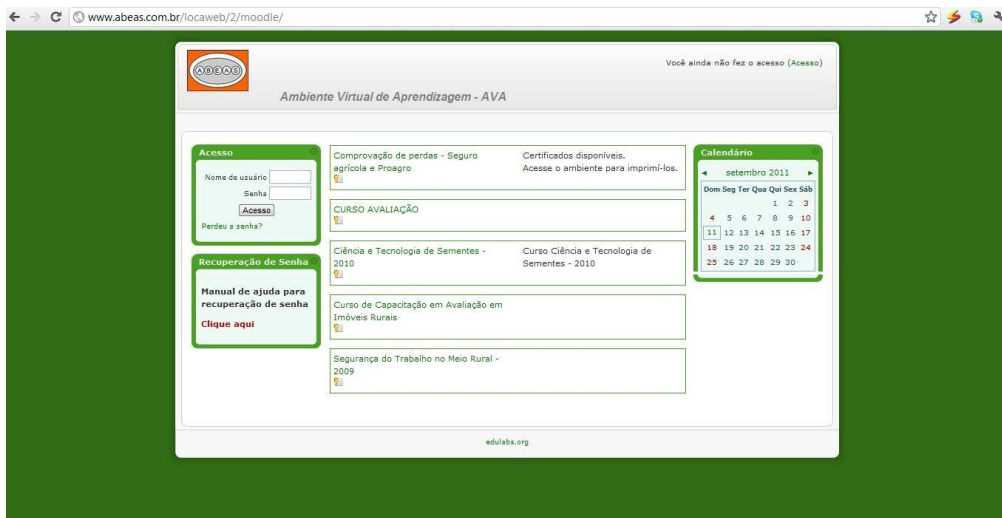 www.abeas.com.br/locaweb/2/moodle/
ABEAS
Você ainda não fez o acesso (Acesso)
Ambiente Virtual de Aprendizagem - AVA
Acesso
Nome de usuário
Senha
Acesso
Perdeu a senha?
Recuperação de Senha
Manual de ajuda para
recuperação de senha
Clique aqui
Comprovação de perdas - Seguro
agrícola e Proagro
Certificados disponíveis.
Acesse o ambiente para imprimí-los.
CURSO AVALIAÇÃO
Ciência e Tecnologia de Sementes -
2010
Curso Ciência e Tecnologia de
Sementes - 2010
Curso de Capacitação em Avaliação em
Imóveis Rurais
Segurança do Trabalho no Meio Rural -
2009
Calendário
setembro 2011
Dom Seg Ter Qua Qui Sex Sáb
1 2 3
4 5 6 7 8 9 10
11 12 13 14 15 16 17
18 19 20 21 22 23 24
25 26 27 28 29 30
edulabs.org